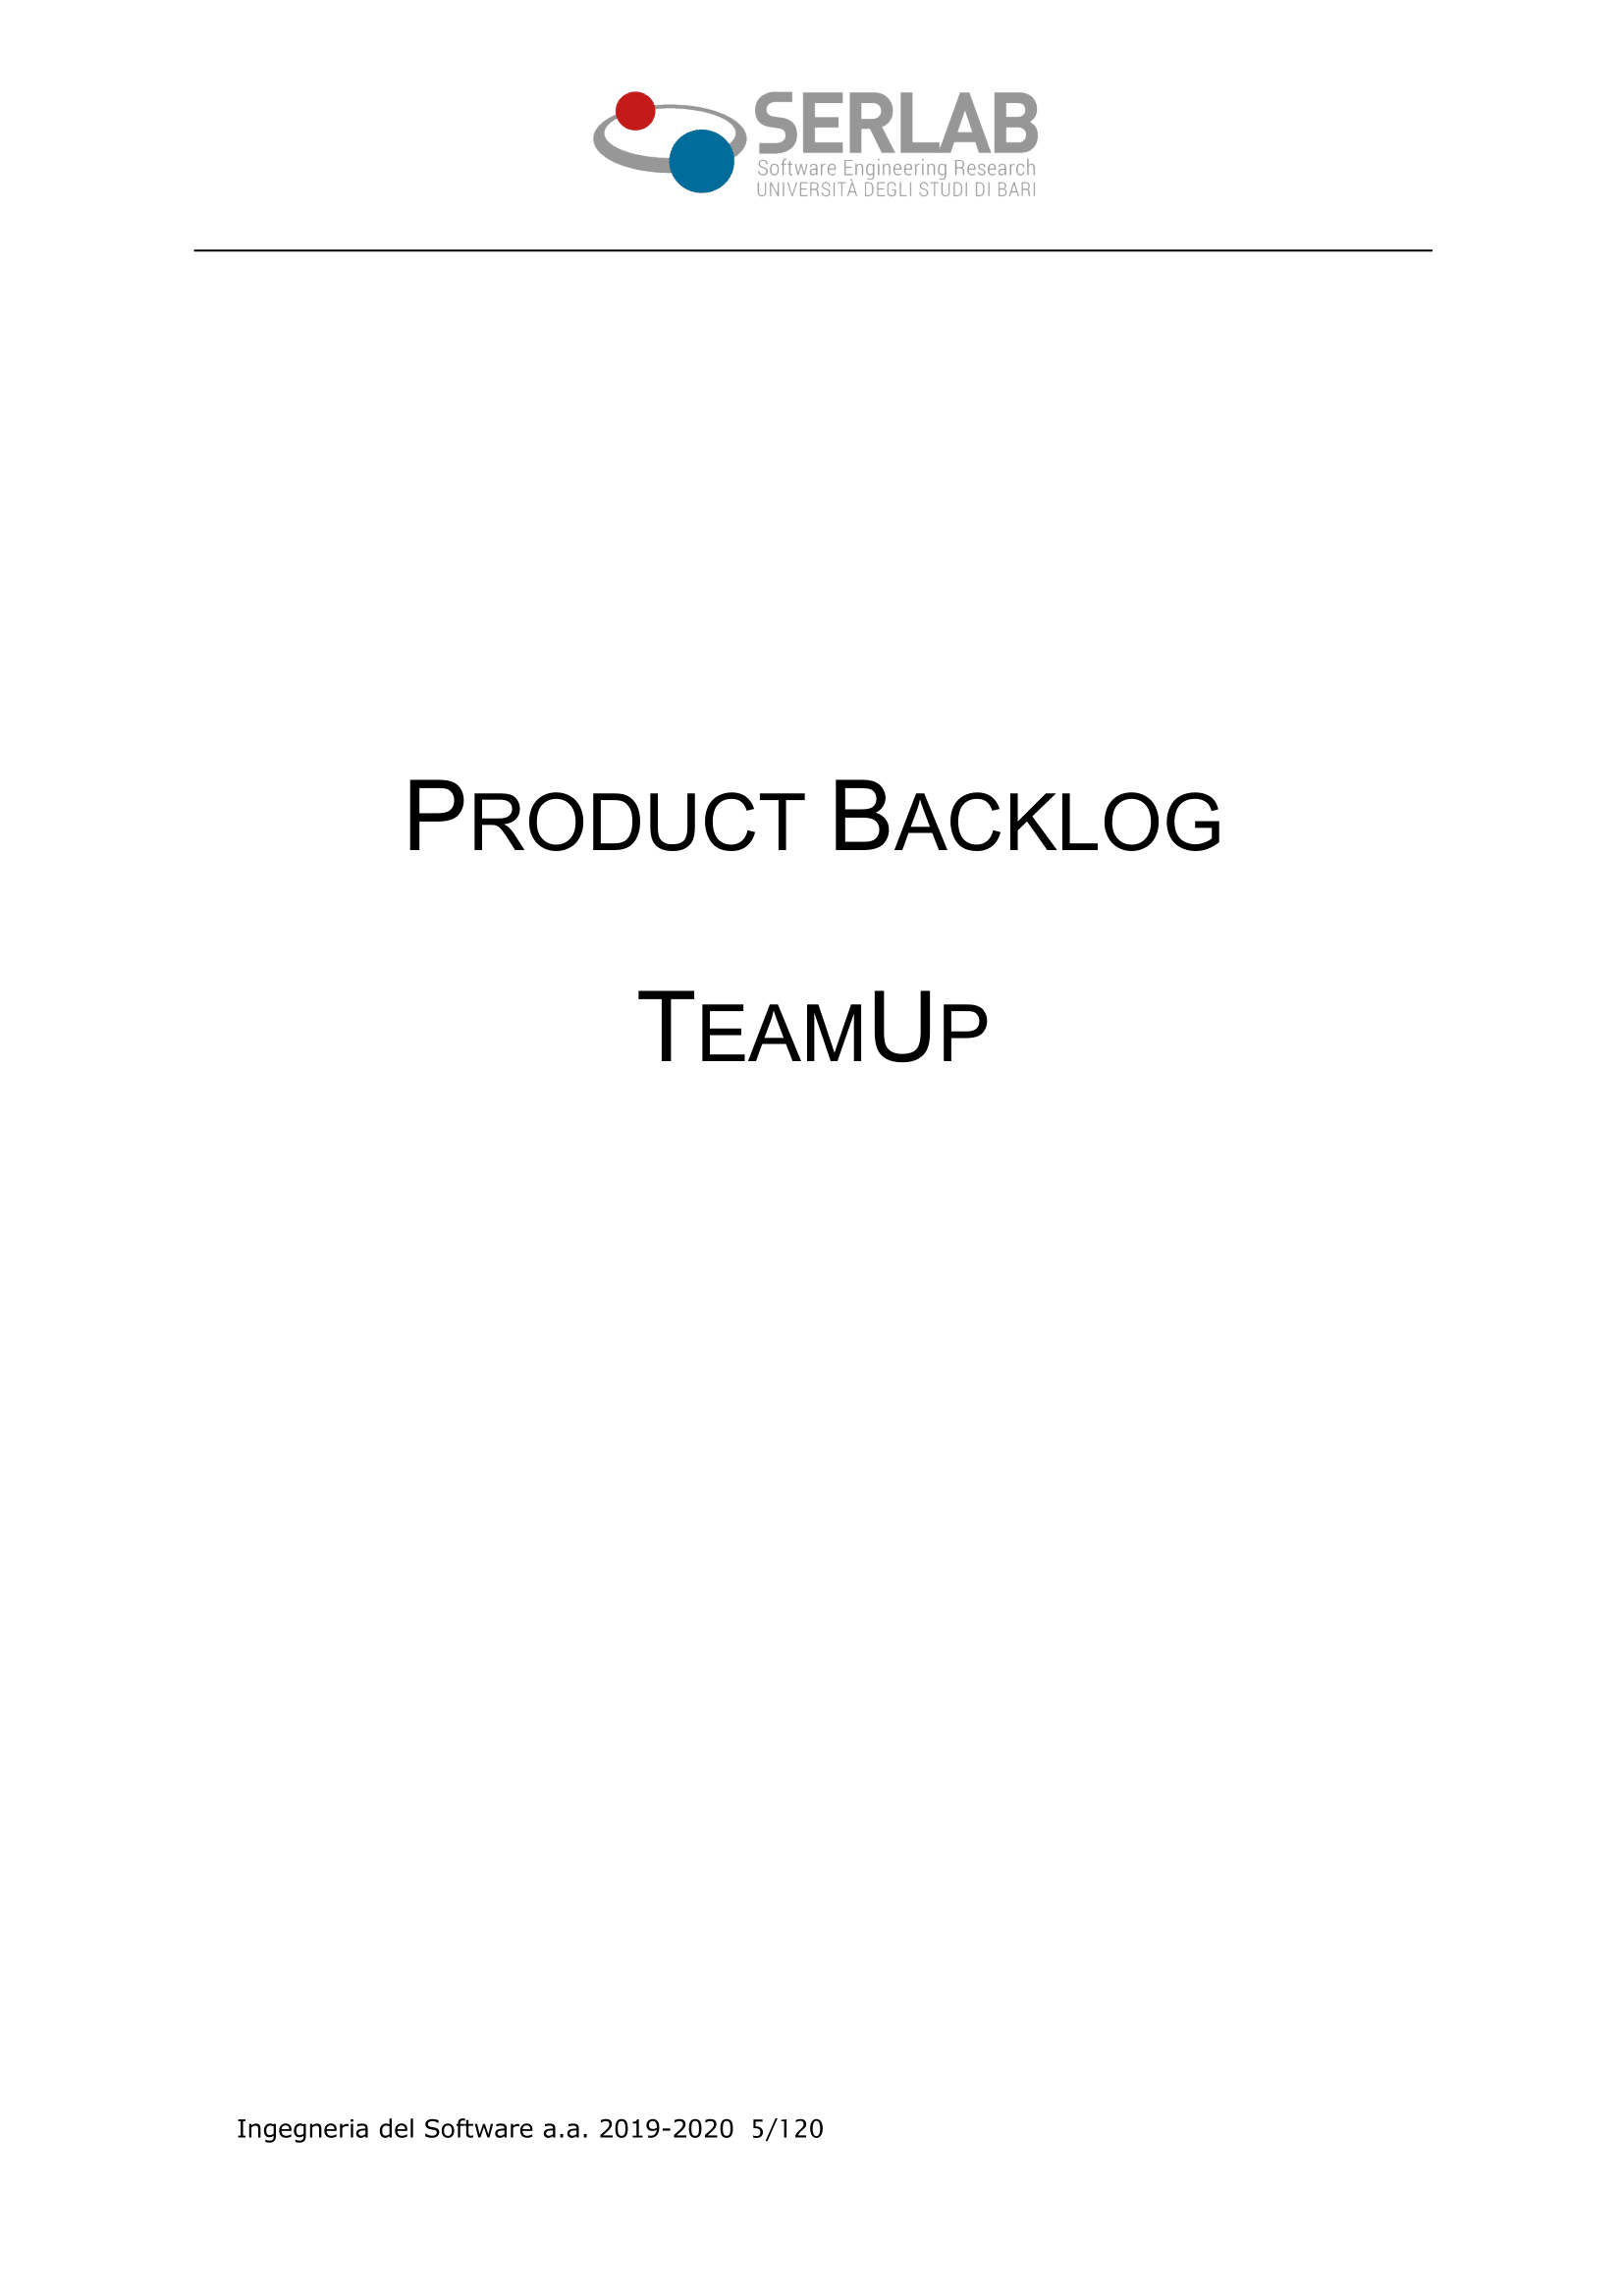 SERLAB
Software Engineering Research
UNIVERSITÀ DEGLI STUDI DI BARI
PRODUCT BACKLOG
TEAMUP
Ingegneria del Software a.a. 2019-2020 5/120